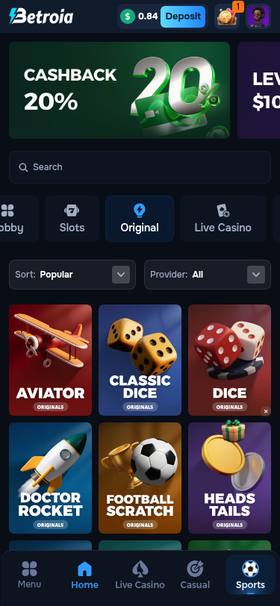 Betroia
$ 0.84 Deposit
1
CASHBACK
20%
20
LEV
$10
Search
obby
Slots
Original
Live Casino
Sort: Popular
Provider: All
AVIATOR
ORIGINALS
CLASSIC
DICE
ORIGINALS
DICE
ORIGINALS
DOCTOR
ROCKET
ORIGINALS
FOOTBALL
SCRATCH
ORIGINALS
HEADS
TAILS
ORIGINALS
Menu
Home
Live Casino
Casual
Sports